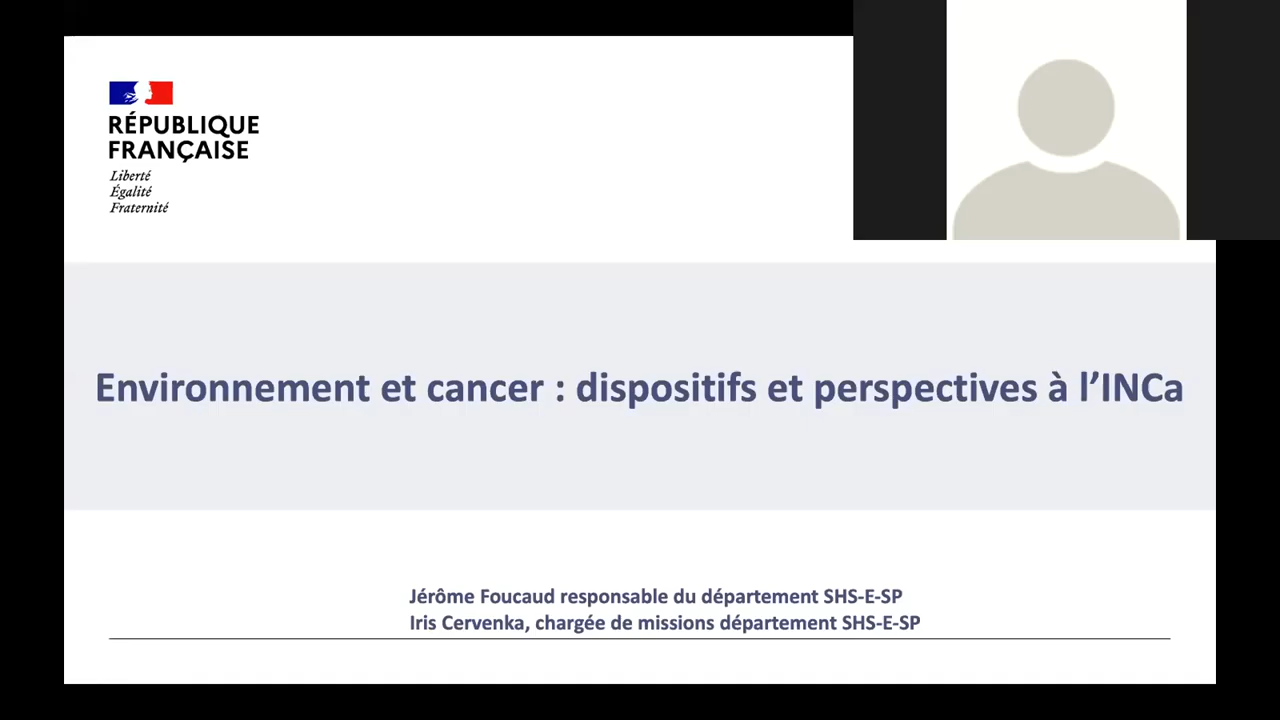 RÉPUBLIQUE
FRANÇAISE
Liberté
Égalité
Fraternité
Environnement et cancer : dispositifs et perspectives à l’INCa
Jérôme Foucaud responsable du département SHS-E-SP
Iris Cervenka, chargée de missions département SHS-E-SP